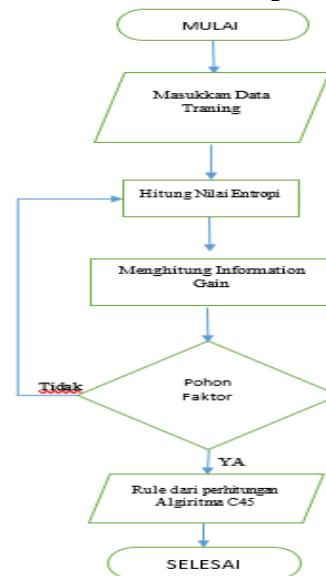 MULAI
Masukkan Data
Traning
Hitung Nilai Entropi
Menghitung Information
Gain
Pohon
Faktor
Tidak
YA
Rule dari perhitungan
Algiritma C45
SELESAI